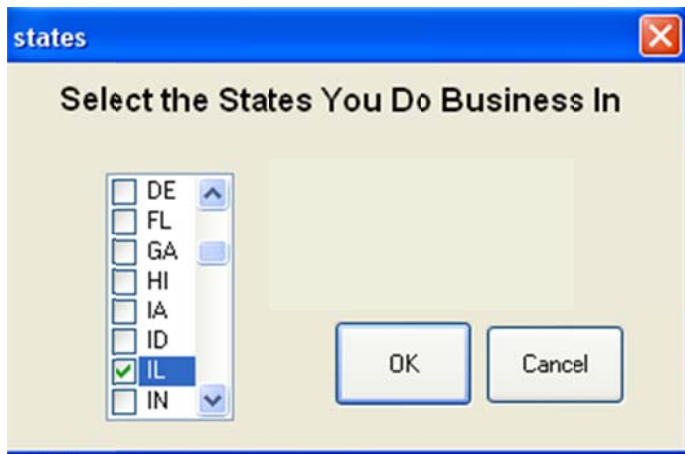 states
Select the States You Do Business In
DE
FL
GA
HI
IA
ID
IL
IN
OK
Cancel